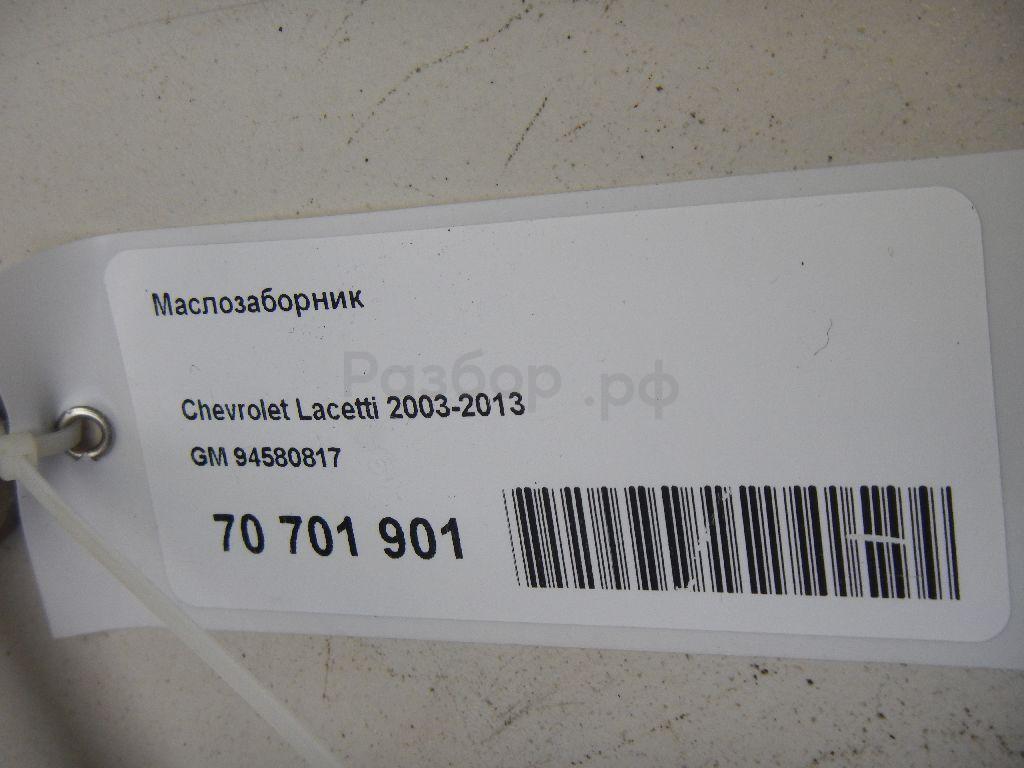 Маслозаборник
Разбор.рф
Chevrolet Lacetti 2003-2013
GM 94580817
70 701 901